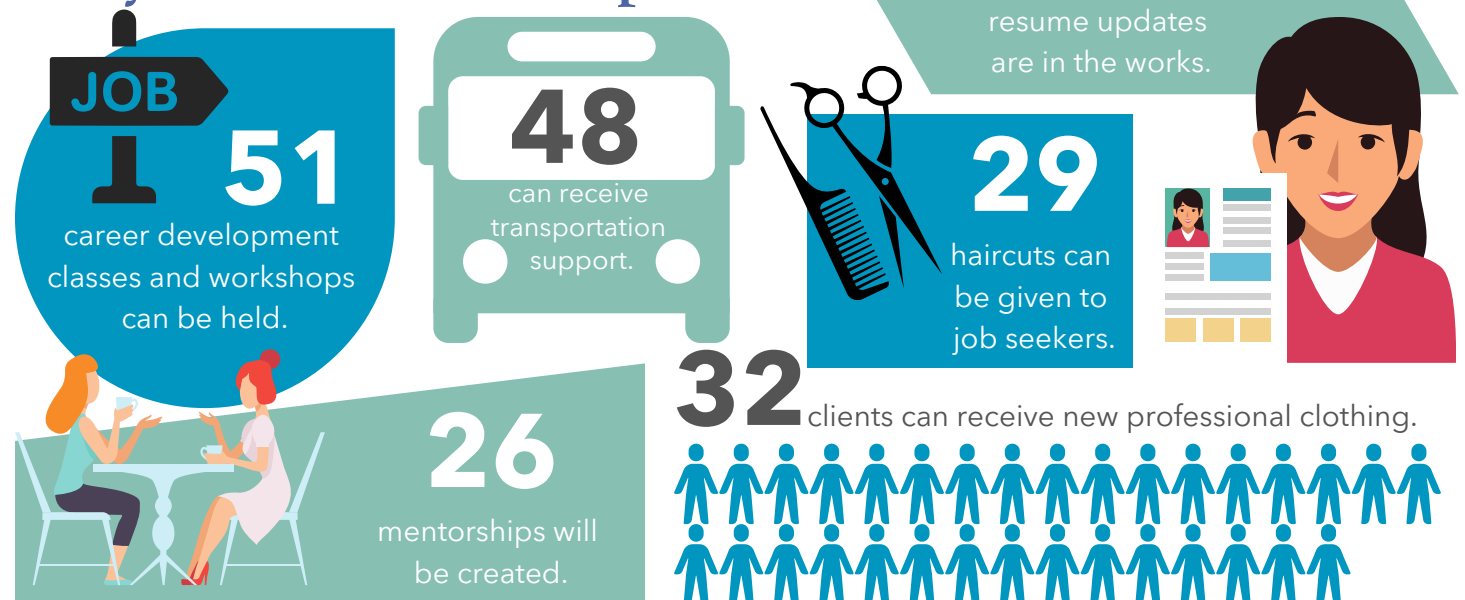 resume updates
are in the works.
JOB
51
career development
classes and workshops
can be held.
48
can receive
transportation
support.
29
haircuts can
be given to
job seekers.
32 clients can receive new professional clothing.
26
mentorships will
be created.